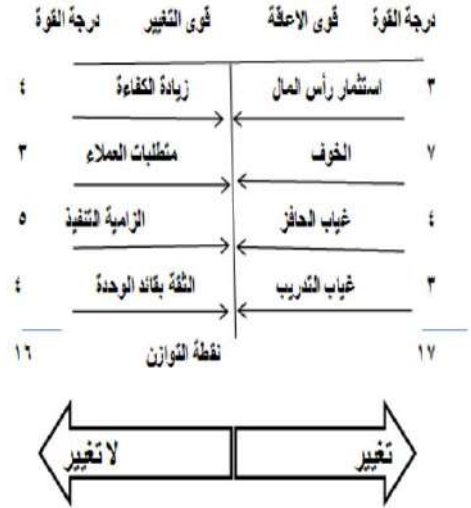 درجة القوة قوى الاعاقة قوى التغيير درجة القوة
٣ استثمار رأس المال زيادة الكفاءة ٤
٧ الخوف متطلبات العملاء ٣
٤ غياب الحافز الزامية التنفيذ ٥
٣ غياب التدريب الثقة بقائد الوحدة ٤
١٧ نقطة التوازن ١٦
تغيير لا تغيير